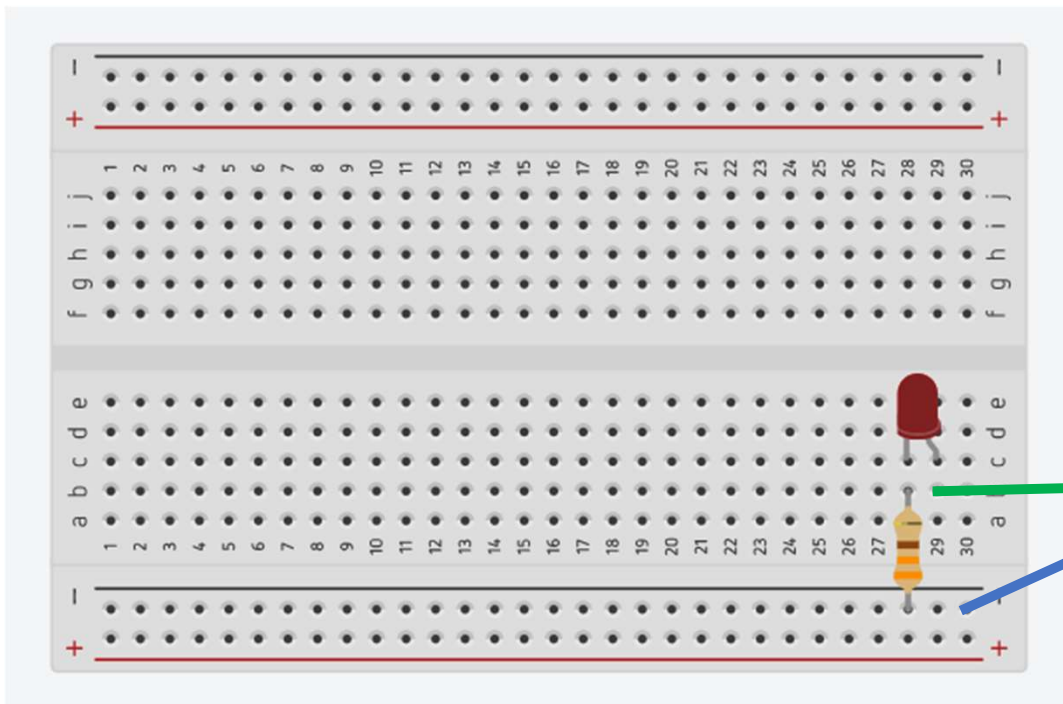 − −
+ +
1 2 3 4 5 6 7 8 9 10 11 12 13 14 15 16 17 18 19 20 21 22 23 24 25 26 27 28 29 30
j j
i i
h h
g g
f f
e e
d d
c c
b
a a
1 2 3 4 5 6 7 8 9 10 11 12 13 14 15 16 17 18 19 20 21 22 23 24 25 26 27 29 30
− −
+ +